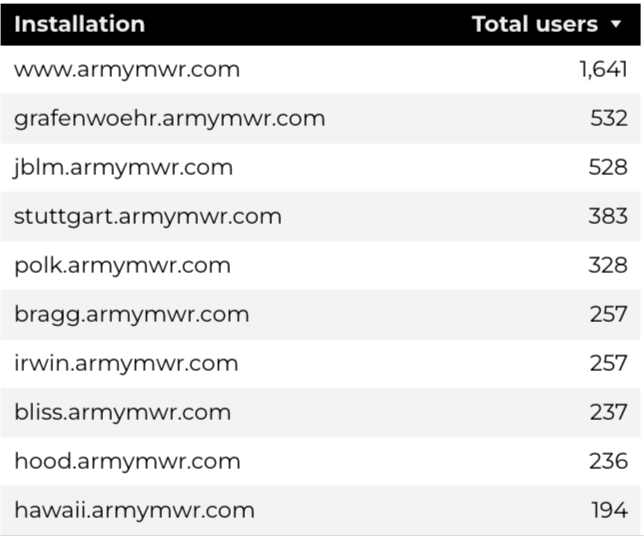 Installation Total users ▼
www.armymwr.com 1,641
grafenwoehr.armymwr.com 532
jblm.armymwr.com 528
stuttgart.armymwr.com 383
polk.armymwr.com 328
bragg.armymwr.com 257
irwin.armymwr.com 257
bliss.armymwr.com 237
hood.armymwr.com 236
hawaii.armymwr.com 194